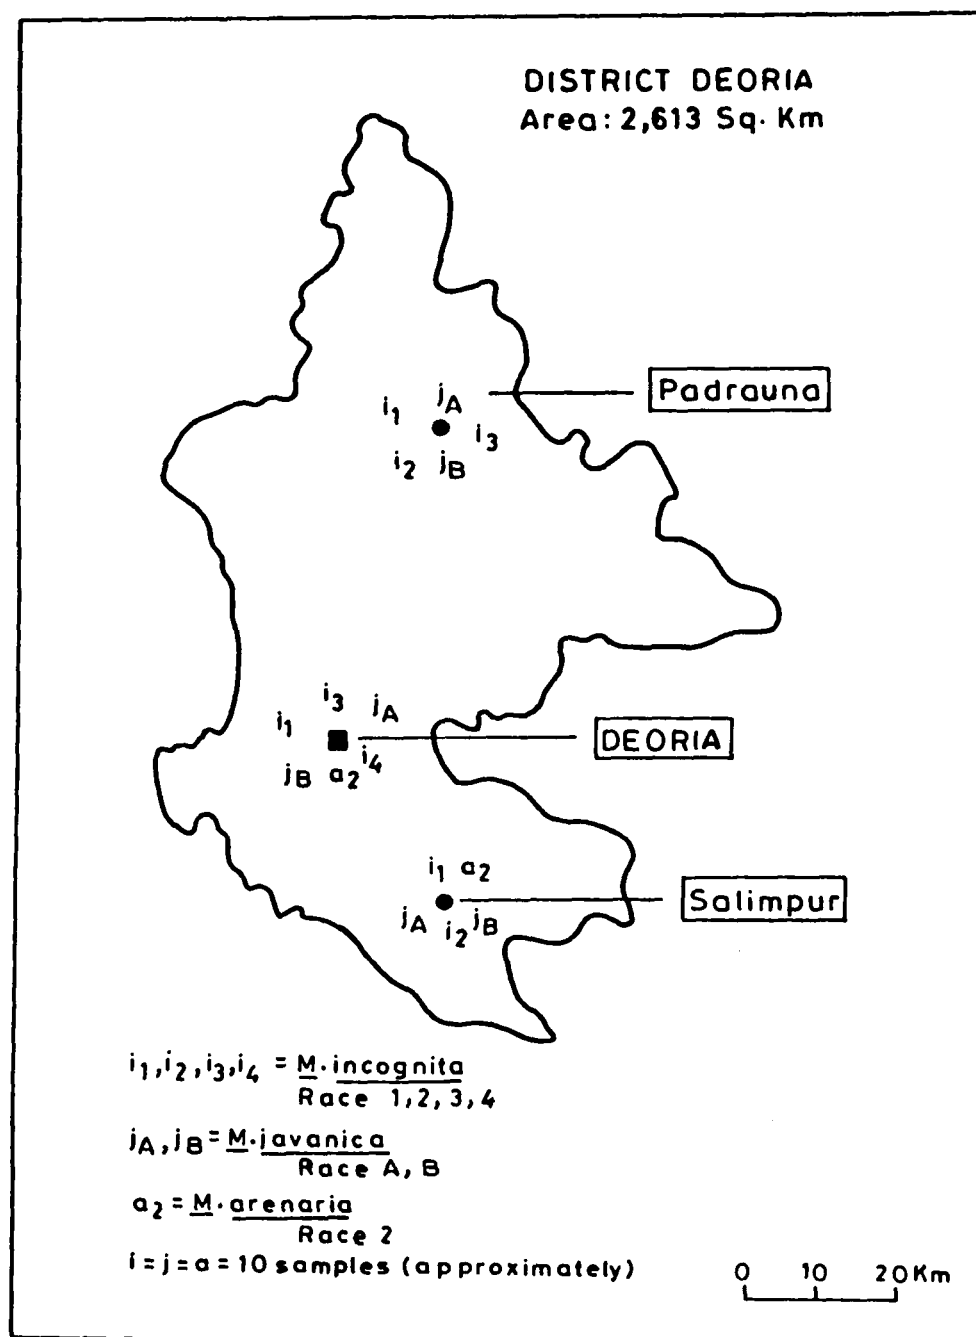 DISTRICT DEORIA
Area: 2,613 Sq. Km
Padrauna
i1 jA i3
i2 jB
DEORIA
i3 jA
i1
i4
jB a2
Salimpur
i1 a2
jA i2 jB
i1, i2, i3, i4 = M. incognita
Race 1,2,3,4
jA, jB = M. javanica
Race A, B
a2 = M. arenaria
Race 2
i=j=a=10 samples (approximately)
0 10 20 Km